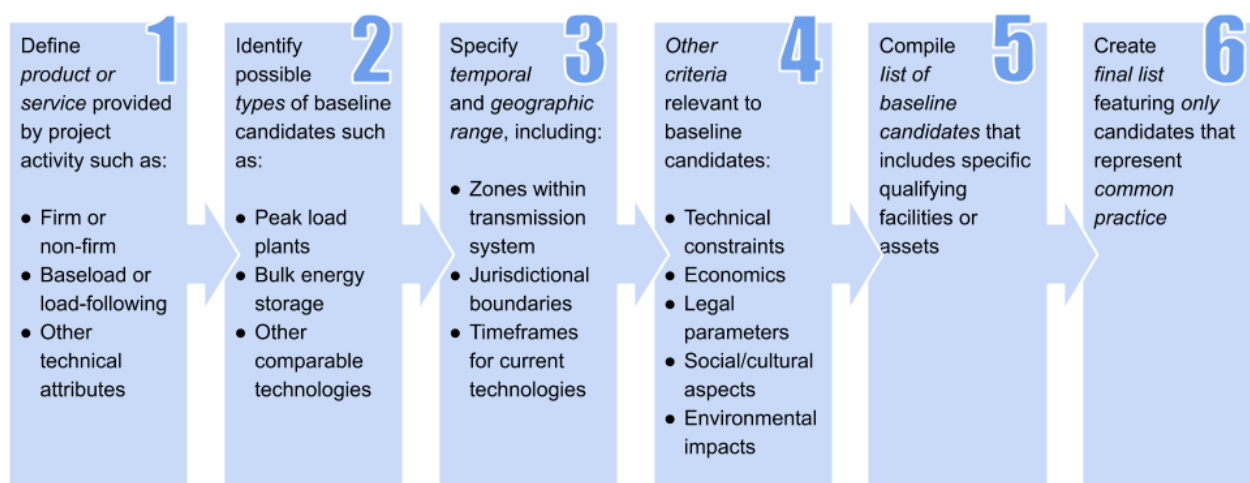 1
Define
product or
service provided
by project
activity such as:
● Firm or
non-firm
● Baseload or
load-following
● Other
technical
attributes
2
Identify
possible
types of baseline
candidates such
as:
● Peak load
plants
● Bulk energy
storage
● Other
comparable
technologies
3
Specify
temporal
and geographic
range, including:
● Zones within
transmission
system
● Jurisdictional
boundaries
● Timeframes
for current
technologies
4
Other
criteria
relevant to
baseline
candidates:
● Technical
constraints
● Economics
● Legal
parameters
● Social/cultural
aspects
● Environmental
impacts
5
Compile
list of
baseline
candidates that
includes specific
qualifying
facilities or
assets
6
Create
final list
featuring only
candidates that
represent
common
practice